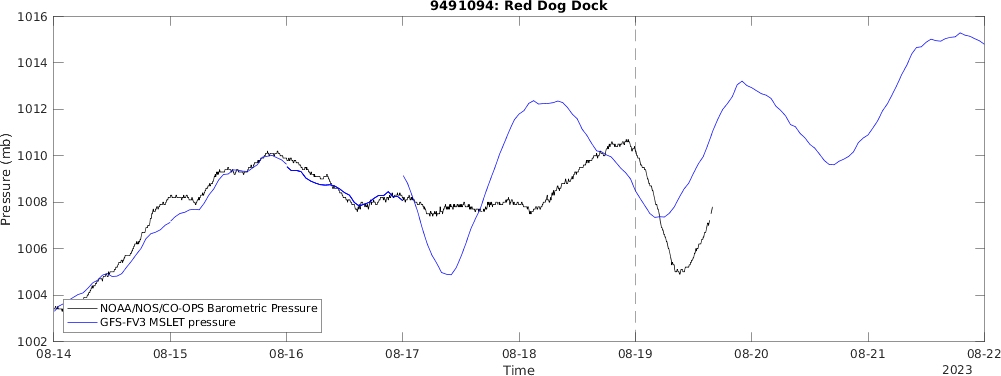 9491094: Red Dog Dock
Pressure (mb)
1016
1014
1012
1010
1008
1006
1004
1002
NOAA/NOS/CO-OPS Barometric Pressure
GFS-FV3 MSLET pressure
08-14 08-15 08-16 08-17 08-18 08-19 08-20 08-21 08-22
Time
2023